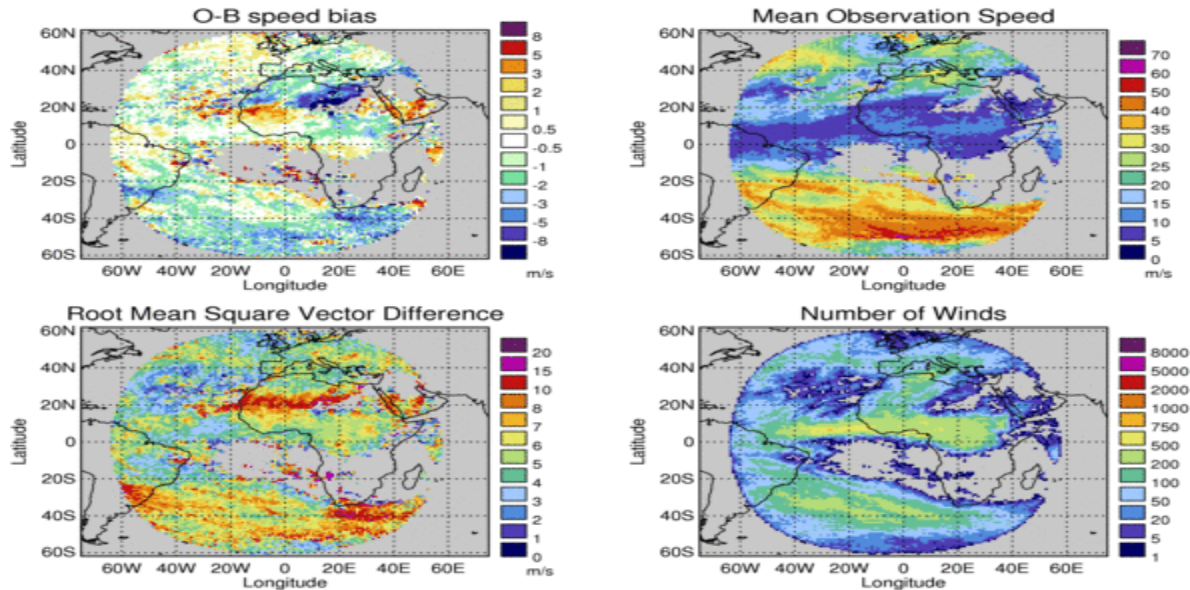 O-B speed bias
60N
40N
20N
0
20S
40S
60S
Latitude
60W 40W 20W 0 20E 40E 60E
Longitude
8
5
3
2
1
0.5
-0.5
-1
-2
-3
-5
-8
m/s
Mean Observation Speed
60N
40N
20N
0
20S
40S
60S
Latitude
60W 40W 20W 0 20E 40E 60E
Longitude
70
60
50
40
35
30
25
20
15
10
5
0
m/s
Root Mean Square Vector Difference
60N
40N
20N
0
20S
40S
60S
Latitude
60W 40W 20W 0 20E 40E 60E
Longitude
20
15
10
8
7
6
5
4
3
2
1
0
m/s
Number of Winds
60N
40N
20N
0
20S
40S
60S
Latitude
60W 40W 20W 0 20E 40E 60E
Longitude
8000
5000
2000
1000
750
500
200
100
50
20
5
1